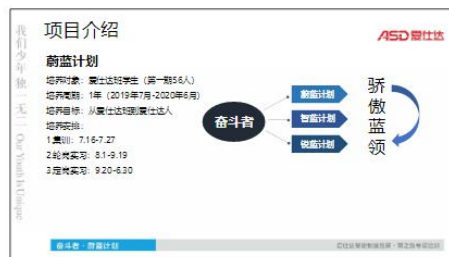 我们少年 独一无二 Our Youth Is Unique
项目介绍
ASD爱仕达
蔚蓝计划
培养对象：爱仕达班学生（第一期56人）
培养周期：1年（2019年7月-2020年6月）
培养目标：从爱仕达班到爱仕达人
培养安排：
1.集训：7.16-7.27
2.轮岗实习：8.1-9.19
3.定岗实习：9.20-6.30
奋斗者
蔚蓝计划
智蓝计划
锐蓝计划
骄傲蓝领
奋斗者·蔚蓝计划